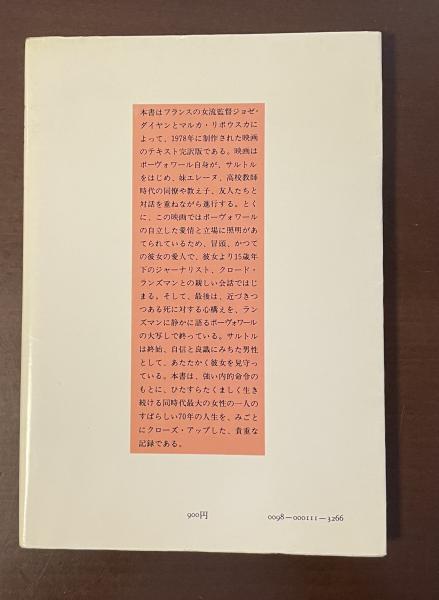 本書はフランスの女流監督ジョゼ・
ダイヤンとマルカ・リボウスカに
よって、1978年に制作された映画
のテキスト完訳版である。映画は
ボーヴォワール自身が、サルトル
をはじめ、妹エレーヌ、高校教師
時代の同僚や教え子、友人たちと
対話を重ねながら進行する。とく
に、この映画ではボーヴォワール
の自立した愛情と立場に照明があ
てられているため、冒頭、かつて
の彼女の愛人で、彼女より15歳年
下のジャーナリスト、クロード・
ランズマンとの親しい会話ではじ
まる。そして、最後は、近づきつ
つある死に対する心構えを、ラン
ズマンに静かに語るボーヴォワール
の大写しで終っている。サルトル
は終始、自信と良識にみちた男性
として、あたたかく彼女を見守っ
ている。本書は、強い内的命令の
もとに、ひたすらたくましく生き
続ける同時代最大の女性の一人の
すばらしい70年の人生を、みごと
にクローズ・アップした、貴重な
記録である。
900円
0098-000111-3266